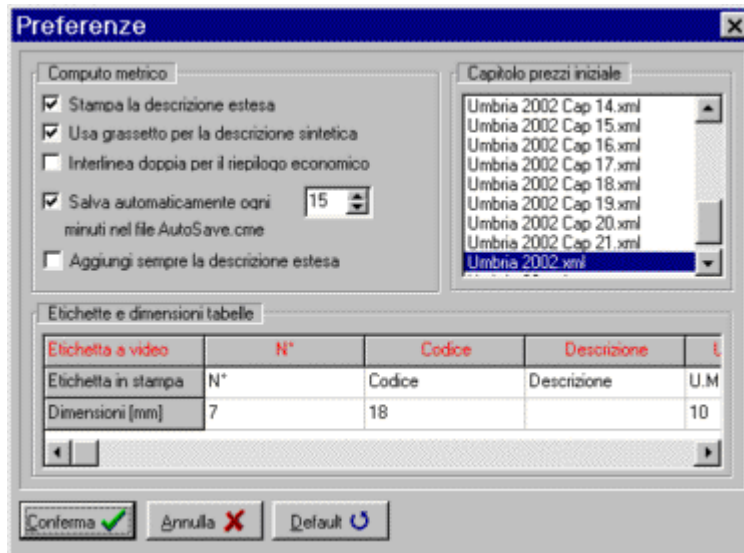 Preferenze
Computo metrico
Stampa la descrizione estesa
Usa grassetto per la descrizione sintetica
Interlinea doppia per il riepilogo economico
Salva automaticamente ogni 15
minuti nel file AutoSave.cme
Aggiungi sempre la descrizione estesa
Capitolo prezzi iniziale
Umbria 2002 Cap 14.xml
Umbria 2002 Cap 15.xml
Umbria 2002 Cap 16.xml
Umbria 2002 Cap 17.xml
Umbria 2002 Cap 18.xml
Umbria 2002 Cap 19.xml
Umbria 2002 Cap 20.xml
Umbria 2002 Cap 21.xml
Umbria 2002.xml
Etichette e dimensioni tabelle
Etichetta a video N° Codice Descrizione
Etichetta in stampa N° Codice Descrizione U.M
Dimensioni [mm] 7 18 10
Conferma Annulla Default